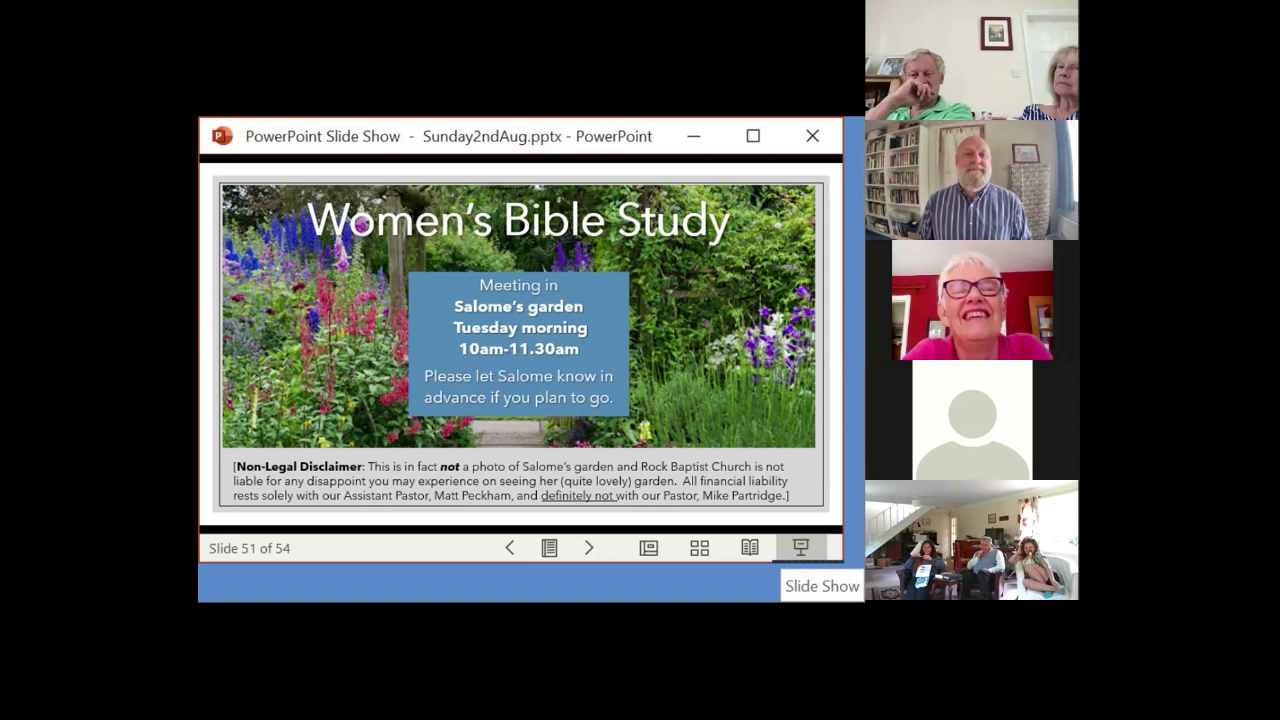 PowerPoint Slide Show - Sunday2ndAug.pptx - PowerPoint
Women's Bible Study
Meeting in
Salome's garden
Tuesday morning
10am-11.30am
Please let Salome know in
advance if you plan to go.
[Non-Legal Disclaimer: This is in fact not a photo of Salome's garden and Rock Baptist Church is not
liable for any disappoint you may experience on seeing her (quite lovely) garden. All financial liability
rests solely with our Assistant Pastor, Matt Peckham, and definitely not with our Pastor, Mike Partridge.]
Slide 51 of 54
Slide Show